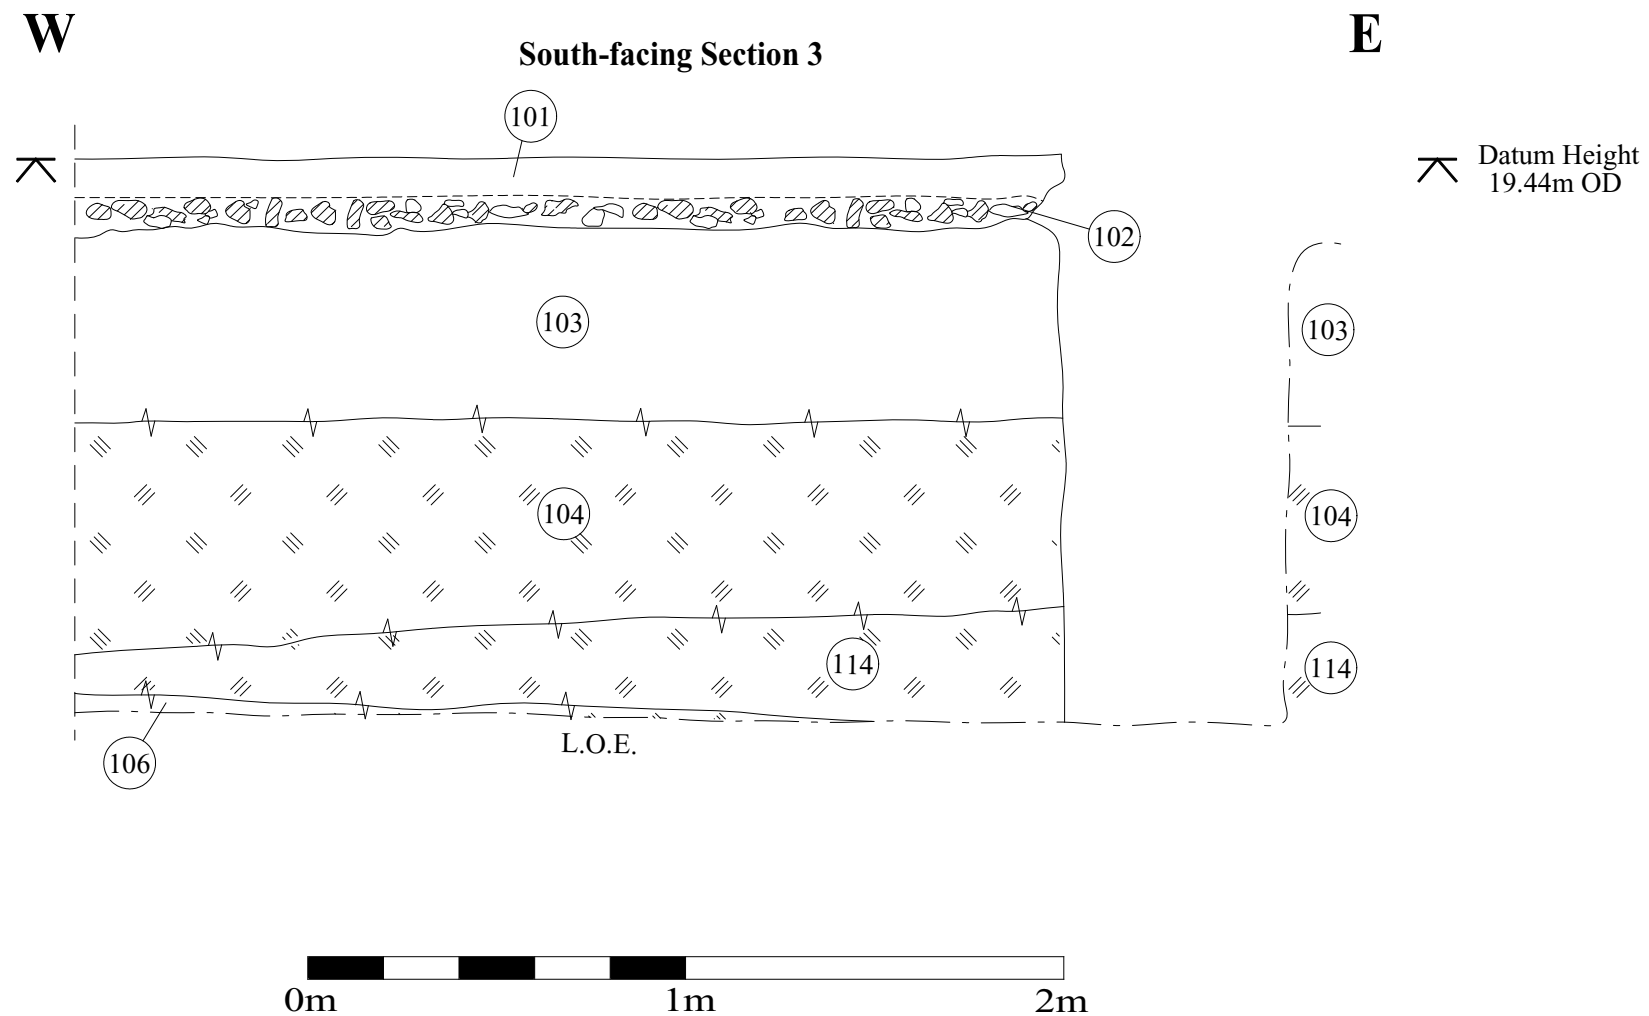 W
E
South-facing Section 3
101
Datum Height
19.44m OD
102
103
103
104
104
114
114
106
L.O.E.
0m
1m
2m